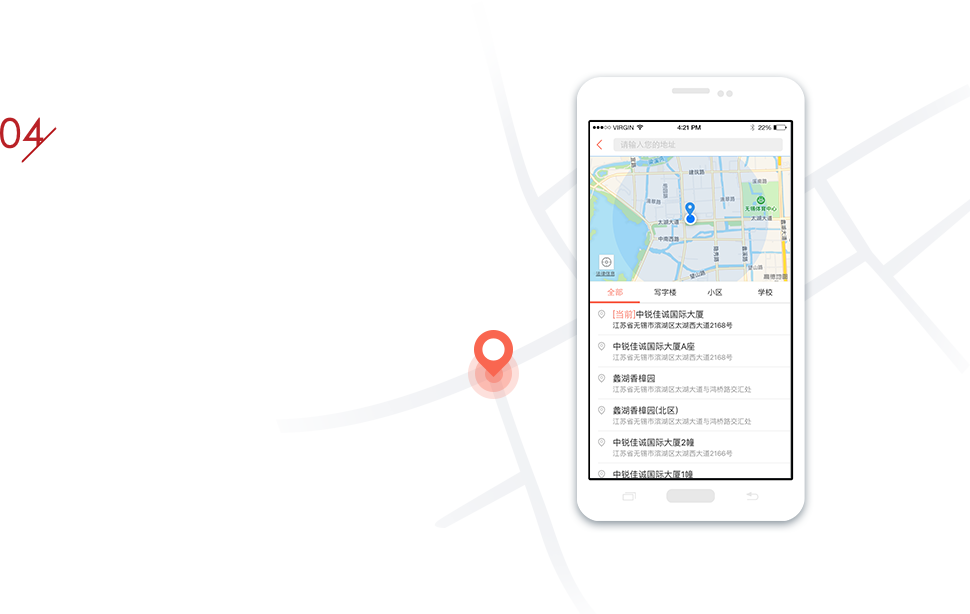 04
VIRGIN
4:21 PM
22%
请输入您的地址
建筑路
太湖大道
中南西路
无锡体育中心
太湖大道
法律信息
全部
写字楼
小区
学校
[当前]中锐佳诚国际大厦
江苏省无锡市滨湖区太湖西大道2168号
中锐佳诚国际大厦A座
江苏省无锡市滨湖区太湖西大道2168号
蠡湖香樟园
江苏省无锡市滨湖区太湖大道与鸿桥路交汇处
蠡湖香樟园(北区)
江苏省无锡市滨湖区太湖大道与鸿桥路交汇处
中锐佳诚国际大厦2幢
江苏省无锡市滨湖区太湖西大道2166号
中锐佳诚国际大厦1幢